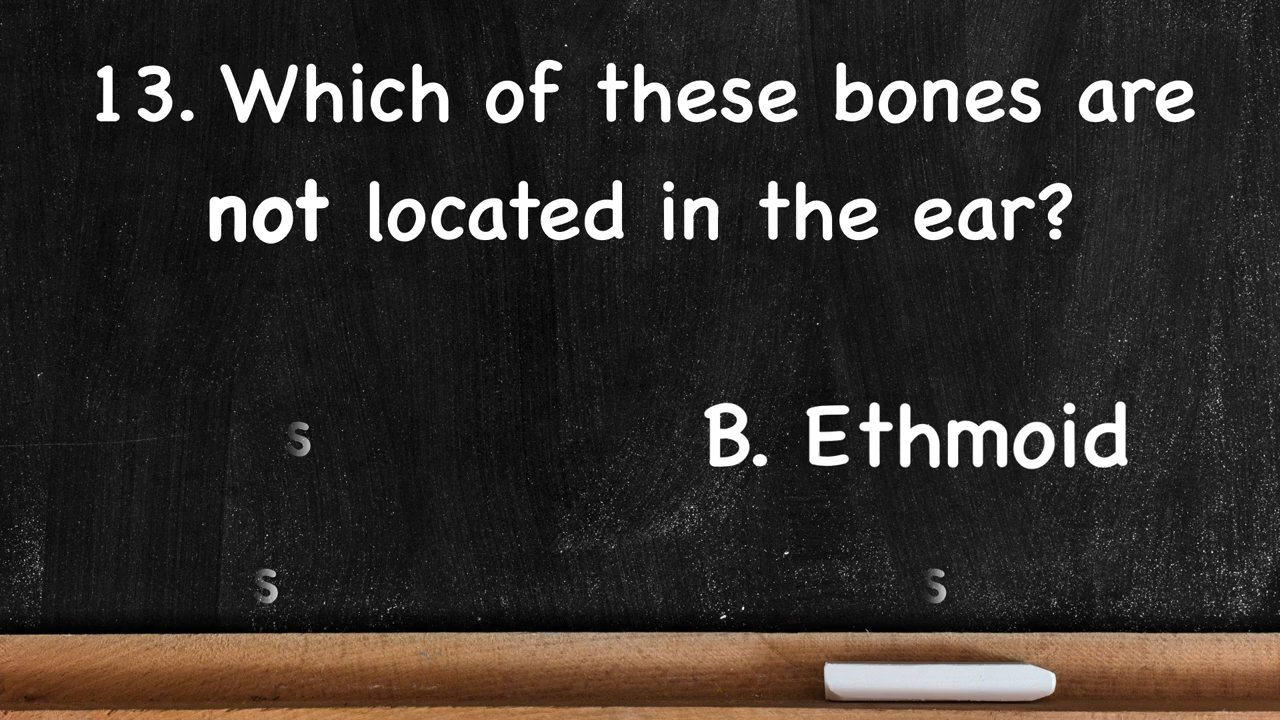 13. Which of these bones are
not located in the ear?
B. Ethmoid
s
s s